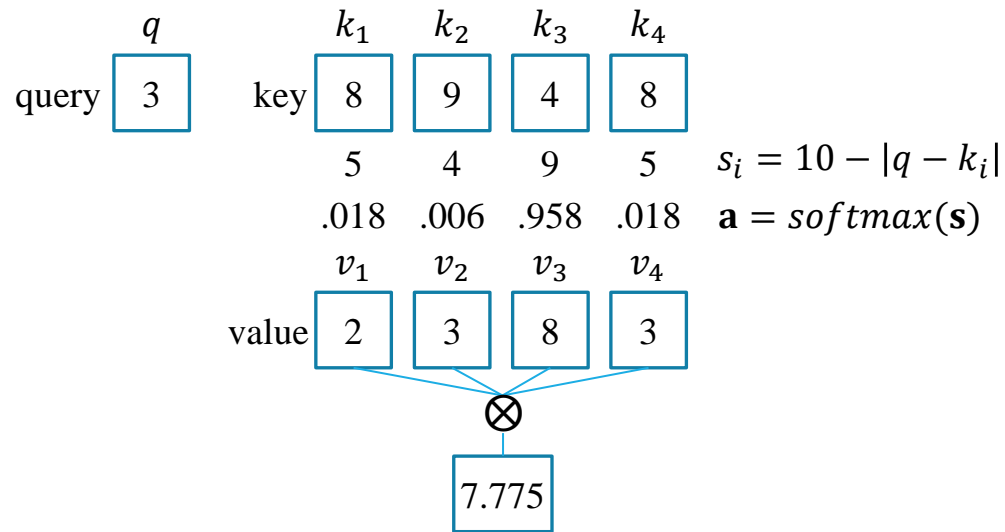 q k₁ k₂ k₃ k₄
query 3 key 8 9 4 8
5 4 9 5 sᵢ = 10 − |q − kᵢ|
.018 .006 .958 .018 𝐚 = softmax(𝐬)
v₁ v₂ v₃ v₄
value 2 3 8 3
⊗
7.775